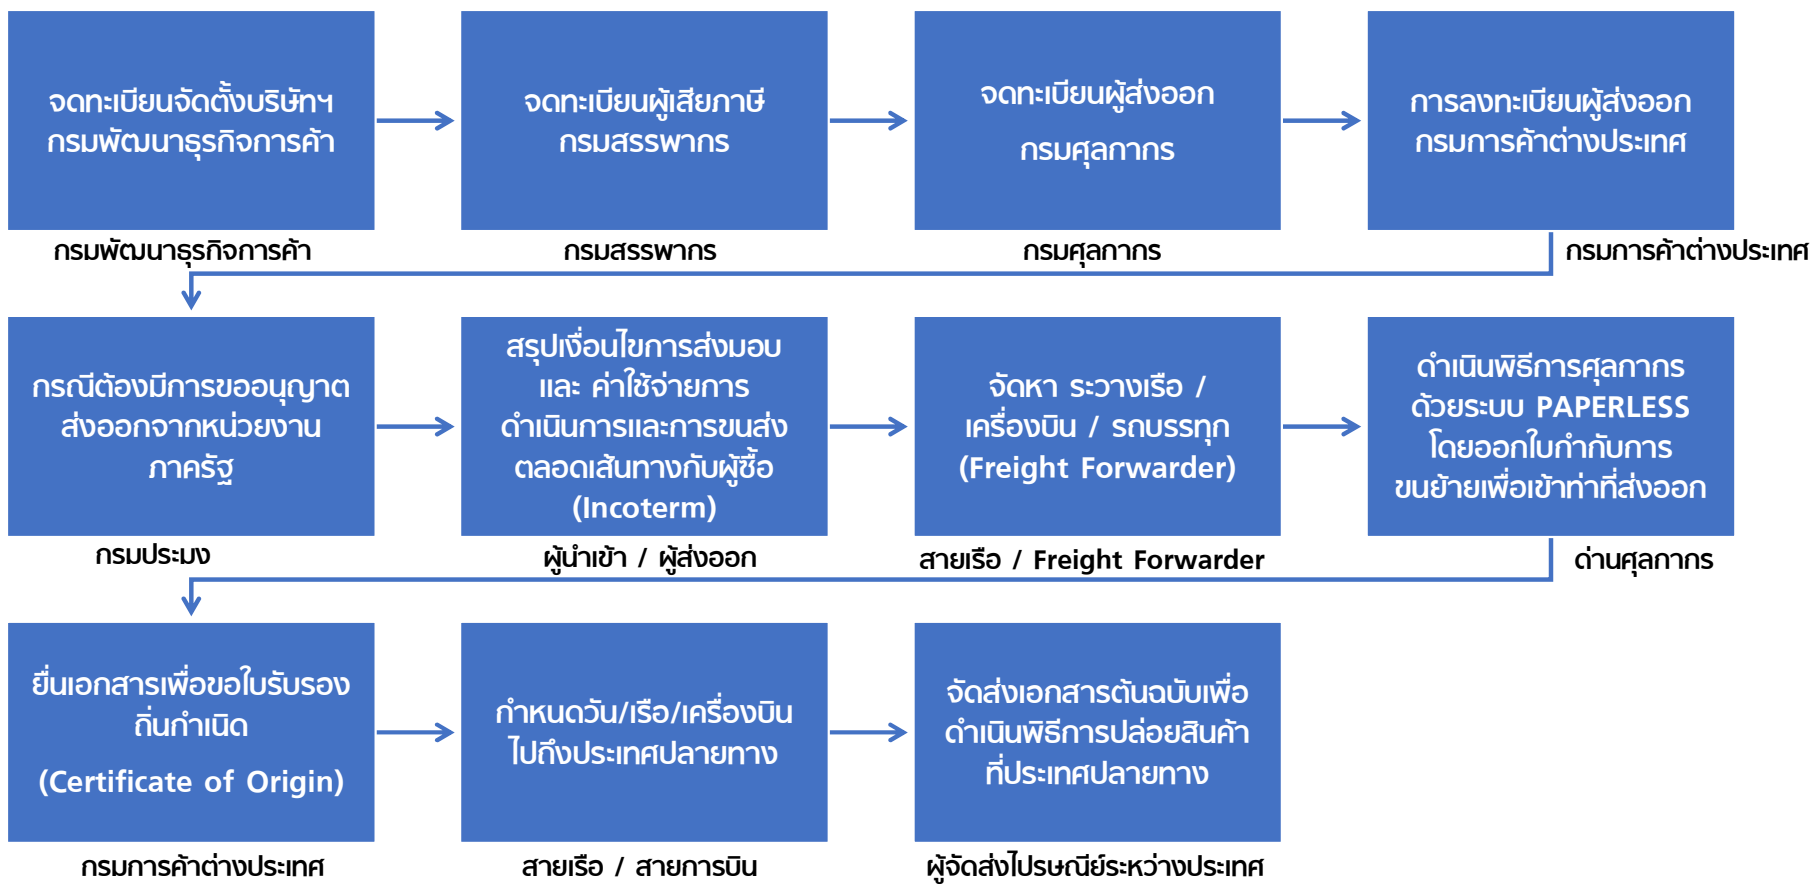 จดทะเบียนจัดตั้งบริษัทฯ
กรมพัฒนาธุรกิจการค้า
จดทะเบียนผู้เสียภาษี
กรมสรรพากร
จดทะเบียนผู้ส่งออก
กรมศุลกากร
การลงทะเบียนผู้ส่งออก
กรมการค้าต่างประเทศ
กรมพัฒนาธุรกิจการค้า
กรมสรรพากร
กรมศุลกากร
กรมการค้าต่างประเทศ
กรณีต้องมีการขออนุญาต
ส่งออกจากหน่วยงาน
ภาครัฐ
สรุปเงื่อนไขการส่งมอบ
และ ค่าใช้จ่ายการ
ดำเนินการและการขนส่ง
ตลอดเส้นทางกับผู้ซื้อ
(Incoterm)
จัดหา ระวางเรือ /
เครื่องบิน / รถบรรทุก
(Freight Forwarder)
ดำเนินพิธีการศุลกากร
ด้วยระบบ PAPERLESS
โดยออกใบกำกับการ
ขนย้ายเพื่อเข้าท่าที่ส่งออก
กรมประมง
ผู้นำเข้า / ผู้ส่งออก
สายเรือ / Freight Forwarder
ด่านศุลกากร
ยื่นเอกสารเพื่อขอใบรับรอง
ถิ่นกำเนิด
(Certificate of Origin)
กำหนดวัน/เรือ/เครื่องบิน
ไปถึงประเทศปลายทาง
จัดส่งเอกสารต้นฉบับเพื่อ
ดำเนินพิธีการปล่อยสินค้า
ที่ประเทศปลายทาง
กรมการค้าต่างประเทศ
สายเรือ / สายการบิน
ผู้จัดส่งไปรษณีย์ระหว่างประเทศ